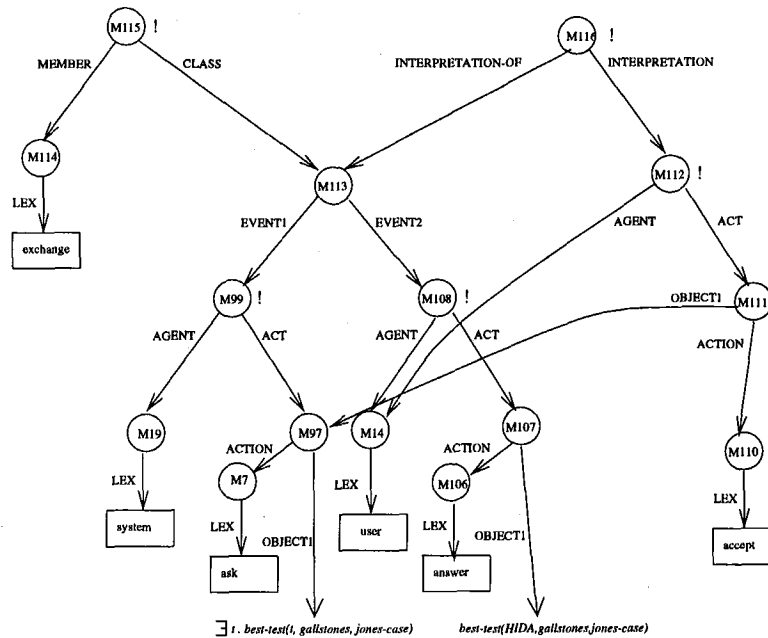 M115 !
M116 !
MEMBER
CLASS
INTERPRETATION-OF
INTERPRETATION
M114
M113
M112 !
LEX
exchange
EVENT1
EVENT2
AGENT
ACT
M99 !
M108 !
M111
OBJECT1
AGENT
ACT
AGENT
ACT
ACTION
M19
M97
M14
M107
M110
ACTION
ACTION
LEX
M7
LEX
M106
LEX
system
LEX
OBJECT1
user
LEX
OBJECT1
accept
ask
answer
∃ t . best-test(t, gallstones, jones-case)
best-test(HIDA,gallstones,jones-case)